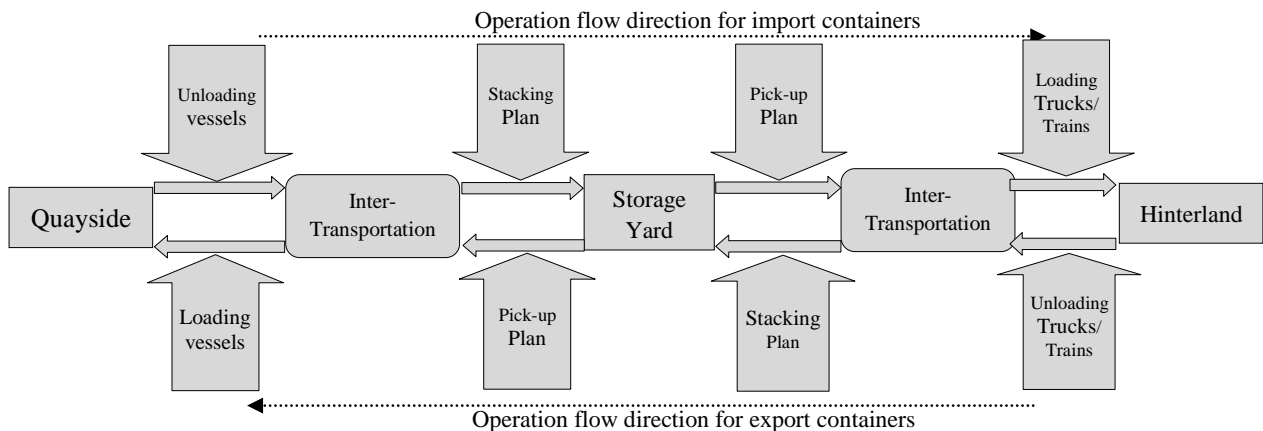 Operation flow direction for import containers
Unloading
vessels
Stacking
Plan
Pick-up
Plan
Loading
Trucks/
Trains
Quayside
Inter-
Transportation
Storage
Yard
Inter-
Transportation
Hinterland
Loading
vessels
Pick-up
Plan
Stacking
Plan
Unloading
Trucks/
Trains
Operation flow direction for export containers